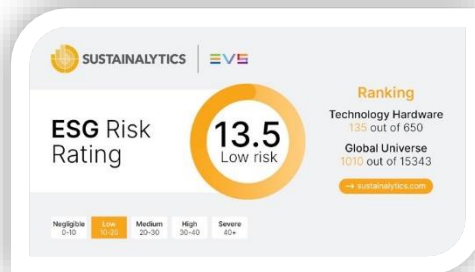 SUSTAINALYTICS
EVS
ESG Risk
Rating
13.5
Low risk
Ranking
Technology Hardware
135 out of 650
Global Universe
1010 out of 15343
→ sustainalytics.com
Negligible
0-10
Low
10-20
Medium
20-30
High
30-40
Severe
40+